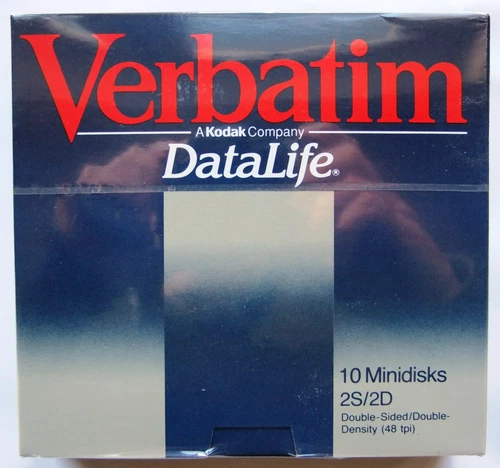 Verbatim
A Kodak Company
DataLife®
10 Minidisks
2S/2D
Double-Sided/Double-
Density (48 tpi)